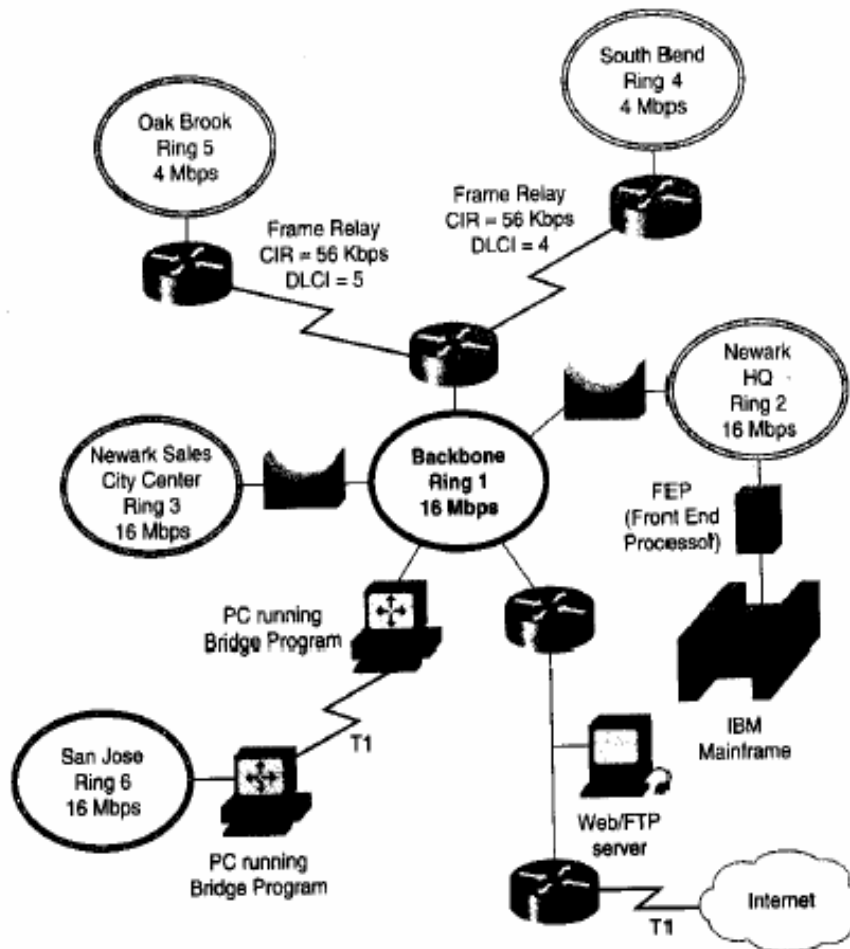 South Bend
Ring 4
4 Mbps
Oak Brook
Ring 5
4 Mbps
Frame Relay
CIR = 56 Kbps
DLCI = 5
Frame Relay
CIR = 56 Kbps
DLCI = 4
Newark
HQ
Ring 2
16 Mbps
Newark Sales
City Center
Ring 3
16 Mbps
Backbone
Ring 1
16 Mbps
FEP
(Front End
Processor)
PC running
Bridge Program
IBM
Mainframe
T1
San Jose
Ring 6
16 Mbps
PC running
Bridge Program
Web/FTP
server
T1
Internet